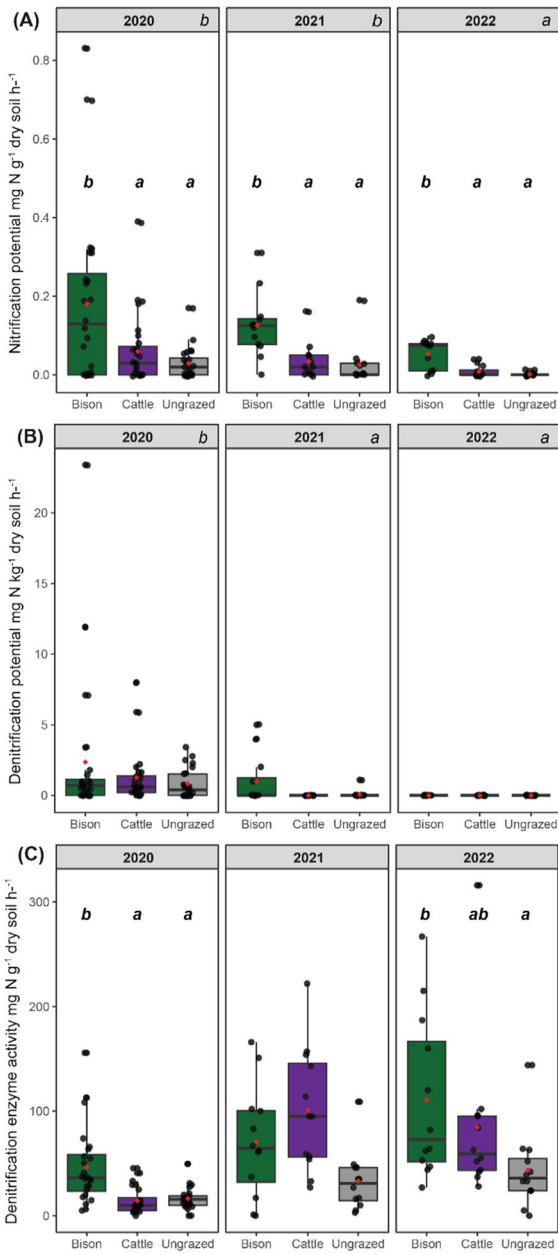 (A)
2020 b
2021 b
2022 a
Nitrification potential mg N g-1 dry soil h--1
0.8
0.6
0.4
0.2
0.0
b a a
b a a
b a a
Bison Cattle Ungrazed
Bison Cattle Ungrazed
Bison Cattle Ungrazed
(B)
2020 b
2021 a
2022 a
Denitrification potential mg N kg-1 dry soil h--1
20
15
10
5
0
Bison Cattle Ungrazed
Bison Cattle Ungrazed
Bison Cattle Ungrazed
(C)
2020
2021
2022
Denitrification enzyme activity mg N g-1 dry soil h--1
300
200
100
0
b a a
b ab a
Bison Cattle Ungrazed
Bison Cattle Ungrazed
Bison Cattle Ungrazed